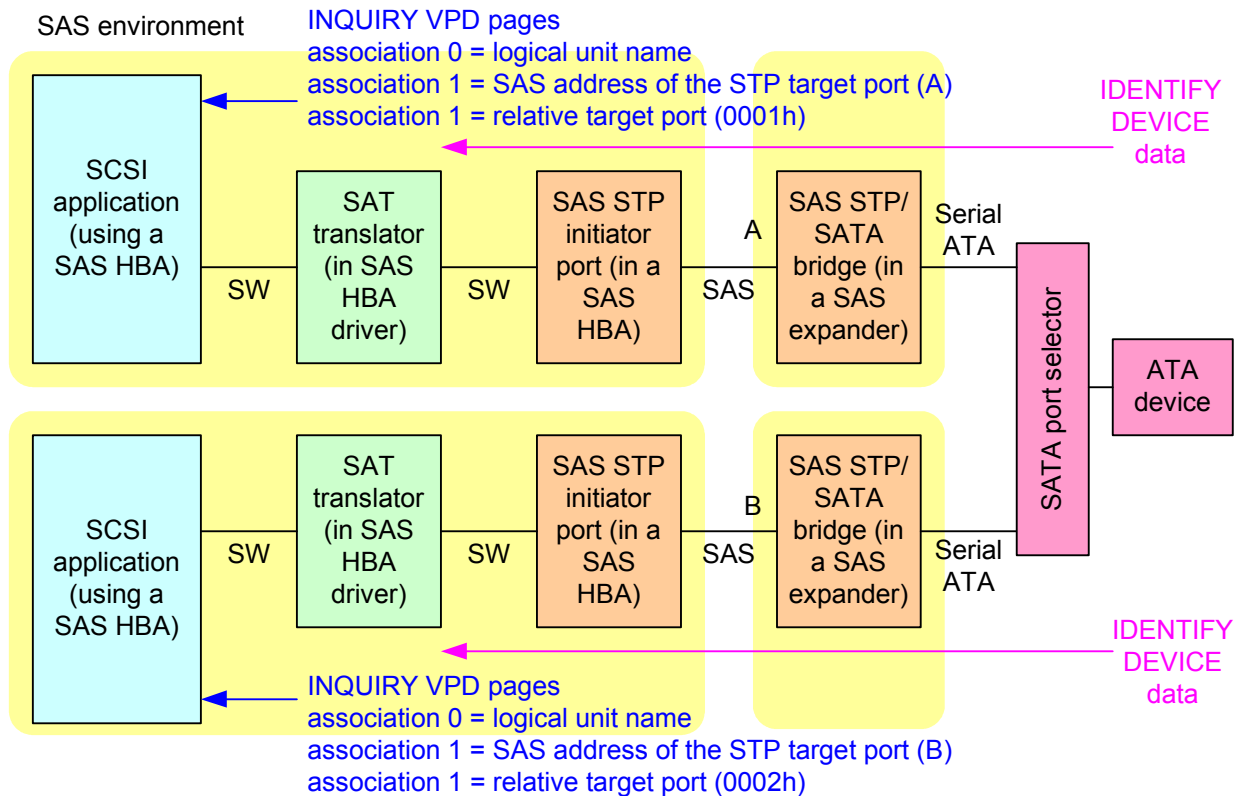 SAS environment
INQUIRY VPD pages
association 0 = logical unit name
association 1 = SAS address of the STP target port (A)
association 1 = relative target port (0001h)
IDENTIFY
DEVICE
data
SCSI
application
(using a
SAS HBA)
SW
SAT
translator
(in SAS
HBA
driver)
SW
SAS STP
initiator
port (in a
SAS
HBA)
A
SAS
SAS STP/
SATA
bridge (in
a SAS
expander)
Serial
ATA
SATA port selector
ATA
device
SCSI
application
(using a
SAS HBA)
SW
SAT
translator
(in SAS
HBA
driver)
SW
SAS STP
initiator
port (in a
SAS
HBA)
B
SAS
SAS STP/
SATA
bridge (in
a SAS
expander)
Serial
ATA
IDENTIFY
DEVICE
data
INQUIRY VPD pages
association 0 = logical unit name
association 1 = SAS address of the STP target port (B)
association 1 = relative target port (0002h)